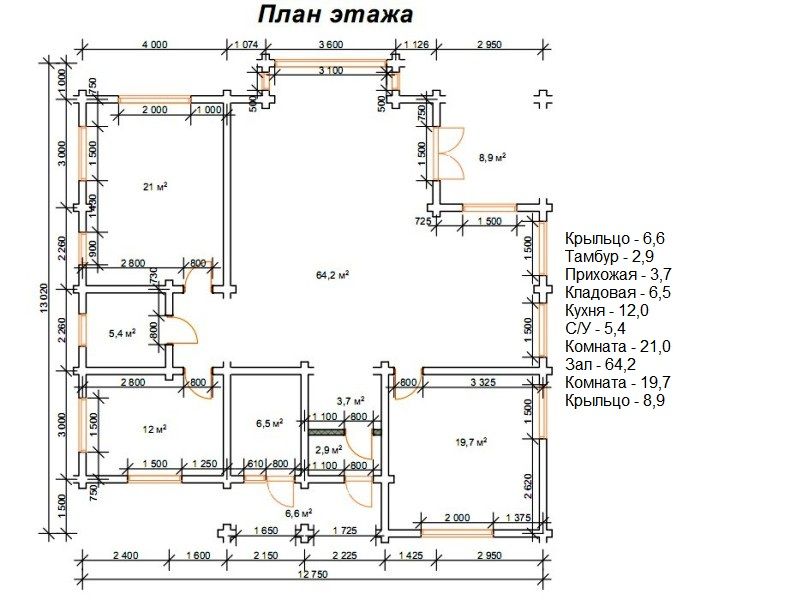 План этажа
4 000 1 074 3 600 1 126 2 950
3 100
1 000
750
500
500
2 000 1 000
750
3 000
1 500
1 500
8,9 м²
21 м²
1 430
725 1 500
2 260
900
1 500
2 800 800
64,2 м²
730
13 020
2 260
5,4 м²
800
1 500
2 800 800
800 3 325
3,7 м²
1 100 800
3 000
1 500
12 м²
6,5 м²
1 500
19,7 м²
2,9 м²
1 500 1 250 610 800 1 100 800
750
2 620
1 500
6,6 м²
2 000 1 375
1 650 1 725
2 400 1 600 2 150 2 225 1 425 2 950
12 750
Крыльцо - 6,6
Тамбур - 2,9
Прихожая - 3,7
Кладовая - 6,5
Кухня - 12,0
С/У - 5,4
Комната - 21,0
Зал - 64,2
Комната - 19,7
Крыльцо - 8,9